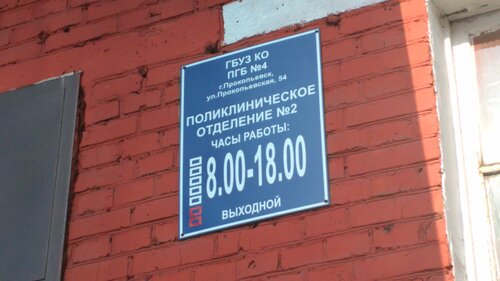 ГБУЗ КО
ПГБ №4
г.Прокопьевск,
ул.Прокопьевская, 54
ПОЛИКЛИНИЧЕСКОЕ
ОТДЕЛЕНИЕ №2
ЧАСЫ РАБОТЫ:
8.00-18.00
ВЫХОДНОЙ